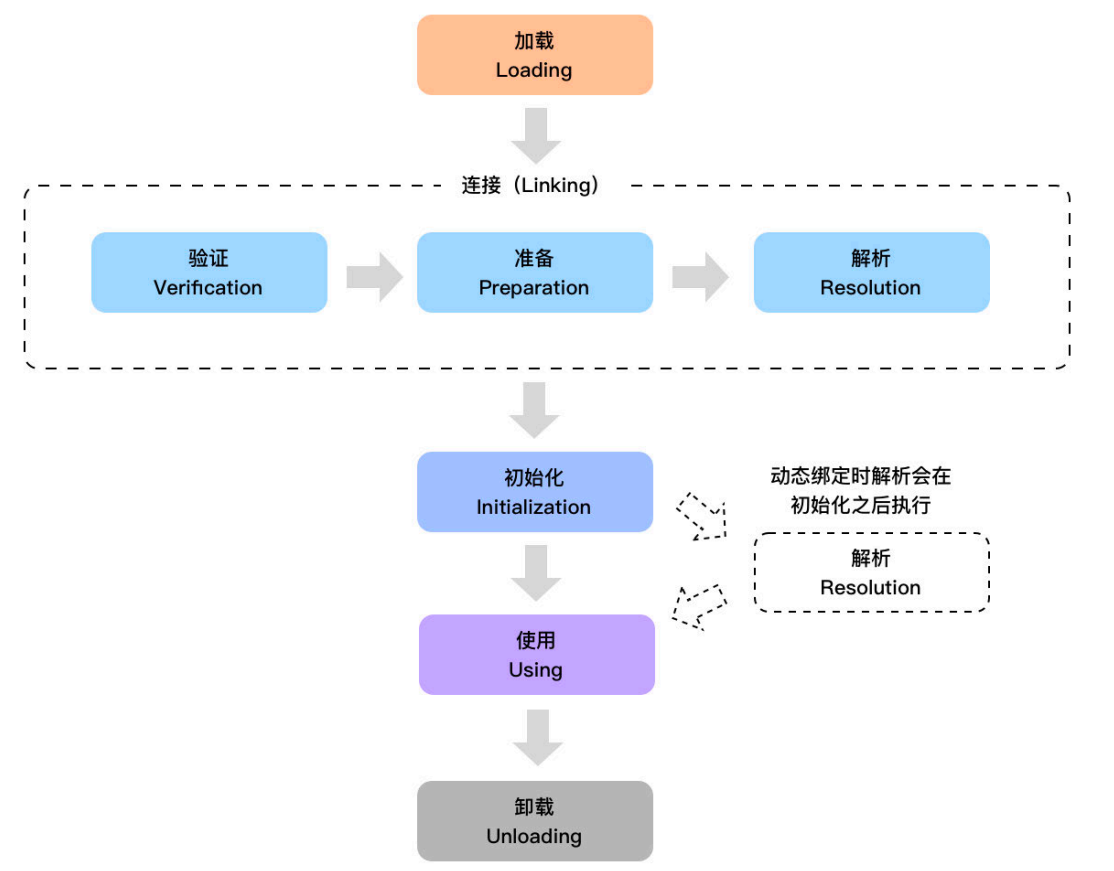 加载
Loading
连接（Linking）
验证
Verification
准备
Preparation
解析
Resolution
初始化
Initialization
动态绑定时解析会在
初始化之后执行
解析
Resolution
使用
Using
卸载
Unloading